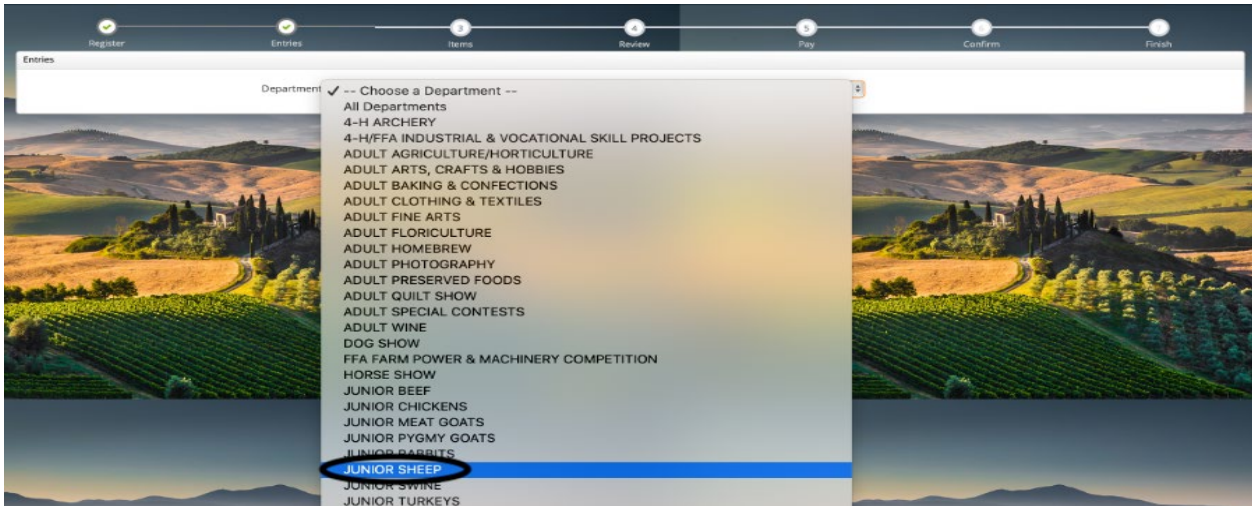 Register Entries 3 Items 4 Review 5 Pay Confirm Finish
Entries
Department
✓ -- Choose a Department --
All Departments
4-H ARCHERY
4-H/FFA INDUSTRIAL & VOCATIONAL SKILL PROJECTS
ADULT AGRICULTURE/HORTICULTURE
ADULT ARTS, CRAFTS & HOBBIES
ADULT BAKING & CONFECTIONS
ADULT CLOTHING & TEXTILES
ADULT FINE ARTS
ADULT FLORICULTURE
ADULT HOMEBREW
ADULT PHOTOGRAPHY
ADULT PRESERVED FOODS
ADULT QUILT SHOW
ADULT SPECIAL CONTESTS
ADULT WINE
DOG SHOW
FFA FARM POWER & MACHINERY COMPETITION
HORSE SHOW
JUNIOR BEEF
JUNIOR CHICKENS
JUNIOR MEAT GOATS
JUNIOR PYGMY GOATS
JUNIOR RABBITS
JUNIOR SHEEP
JUNIOR SWINE
JUNIOR TURKEYS